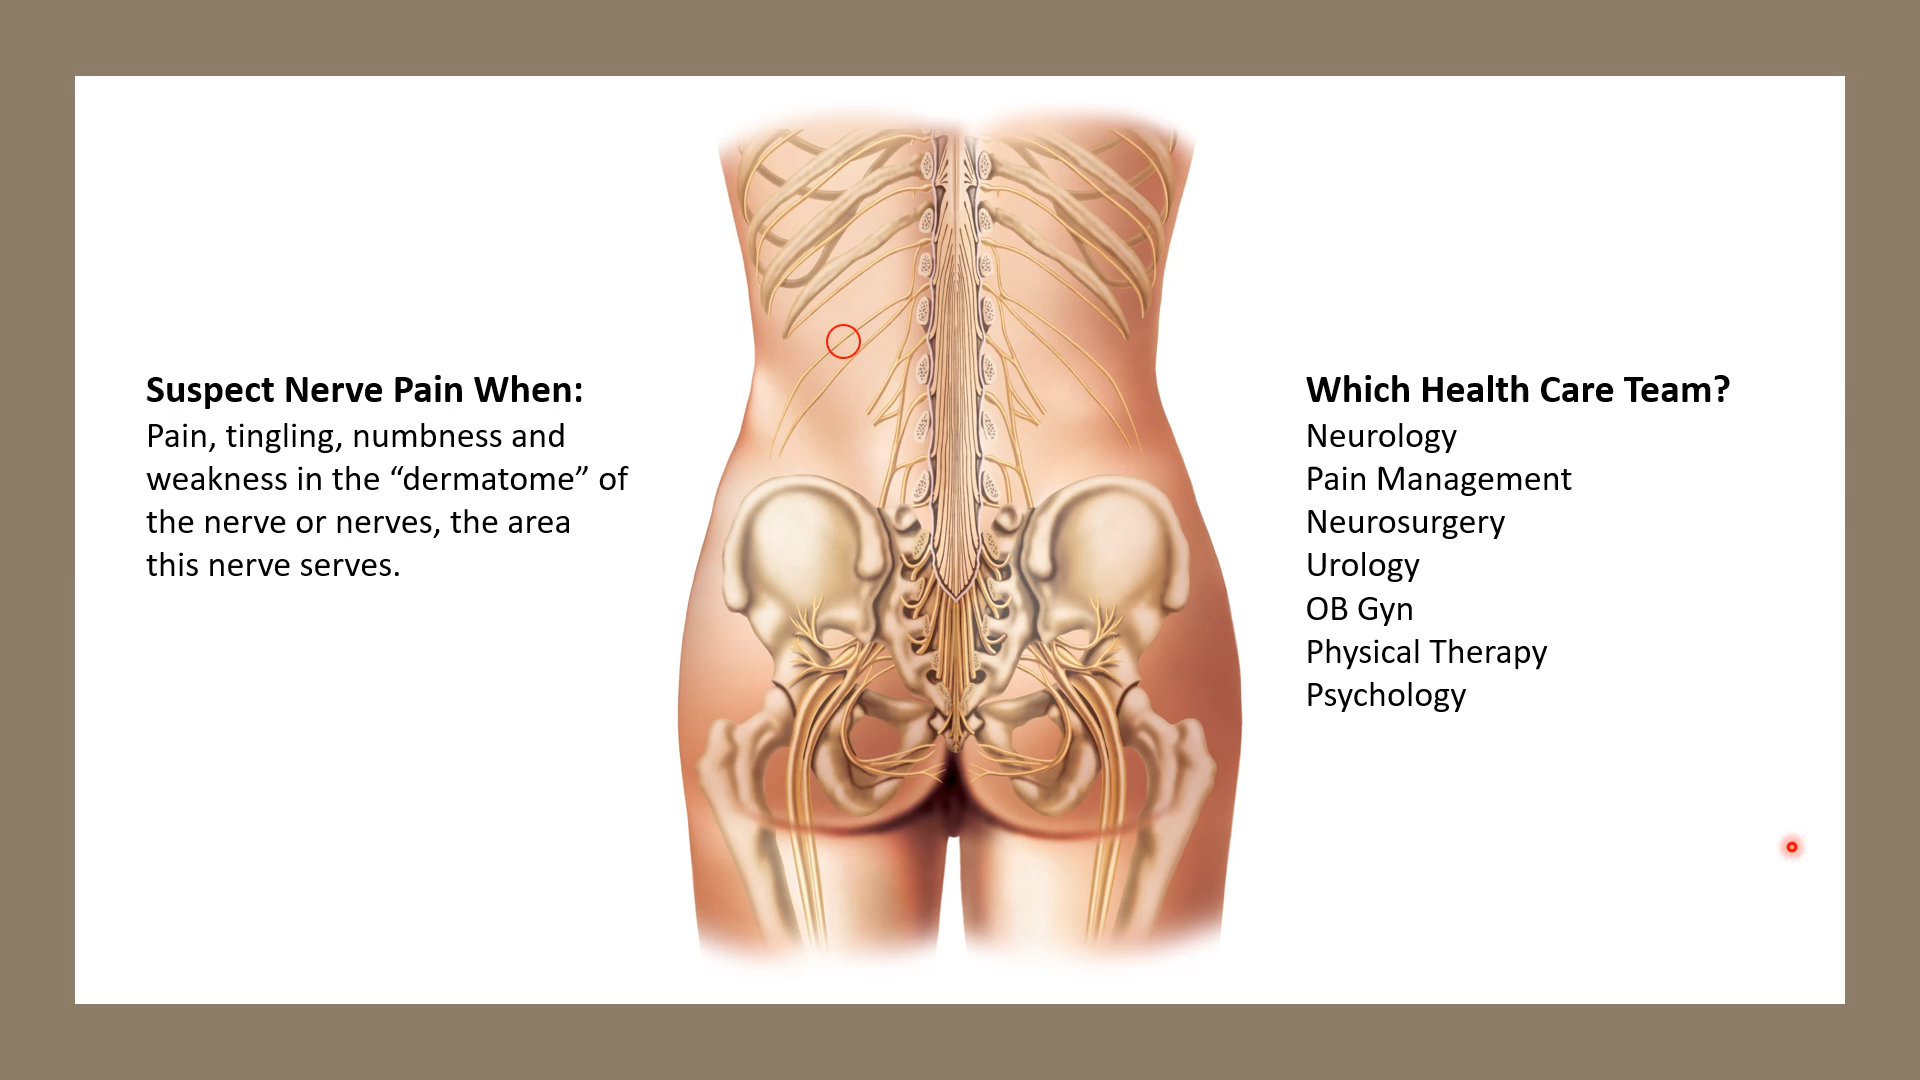 Suspect Nerve Pain When:
Pain, tingling, numbness and
weakness in the “dermatome” of
the nerve or nerves, the area
this nerve serves.
Which Health Care Team?
Neurology
Pain Management
Neurosurgery
Urology
OB Gyn
Physical Therapy
Psychology